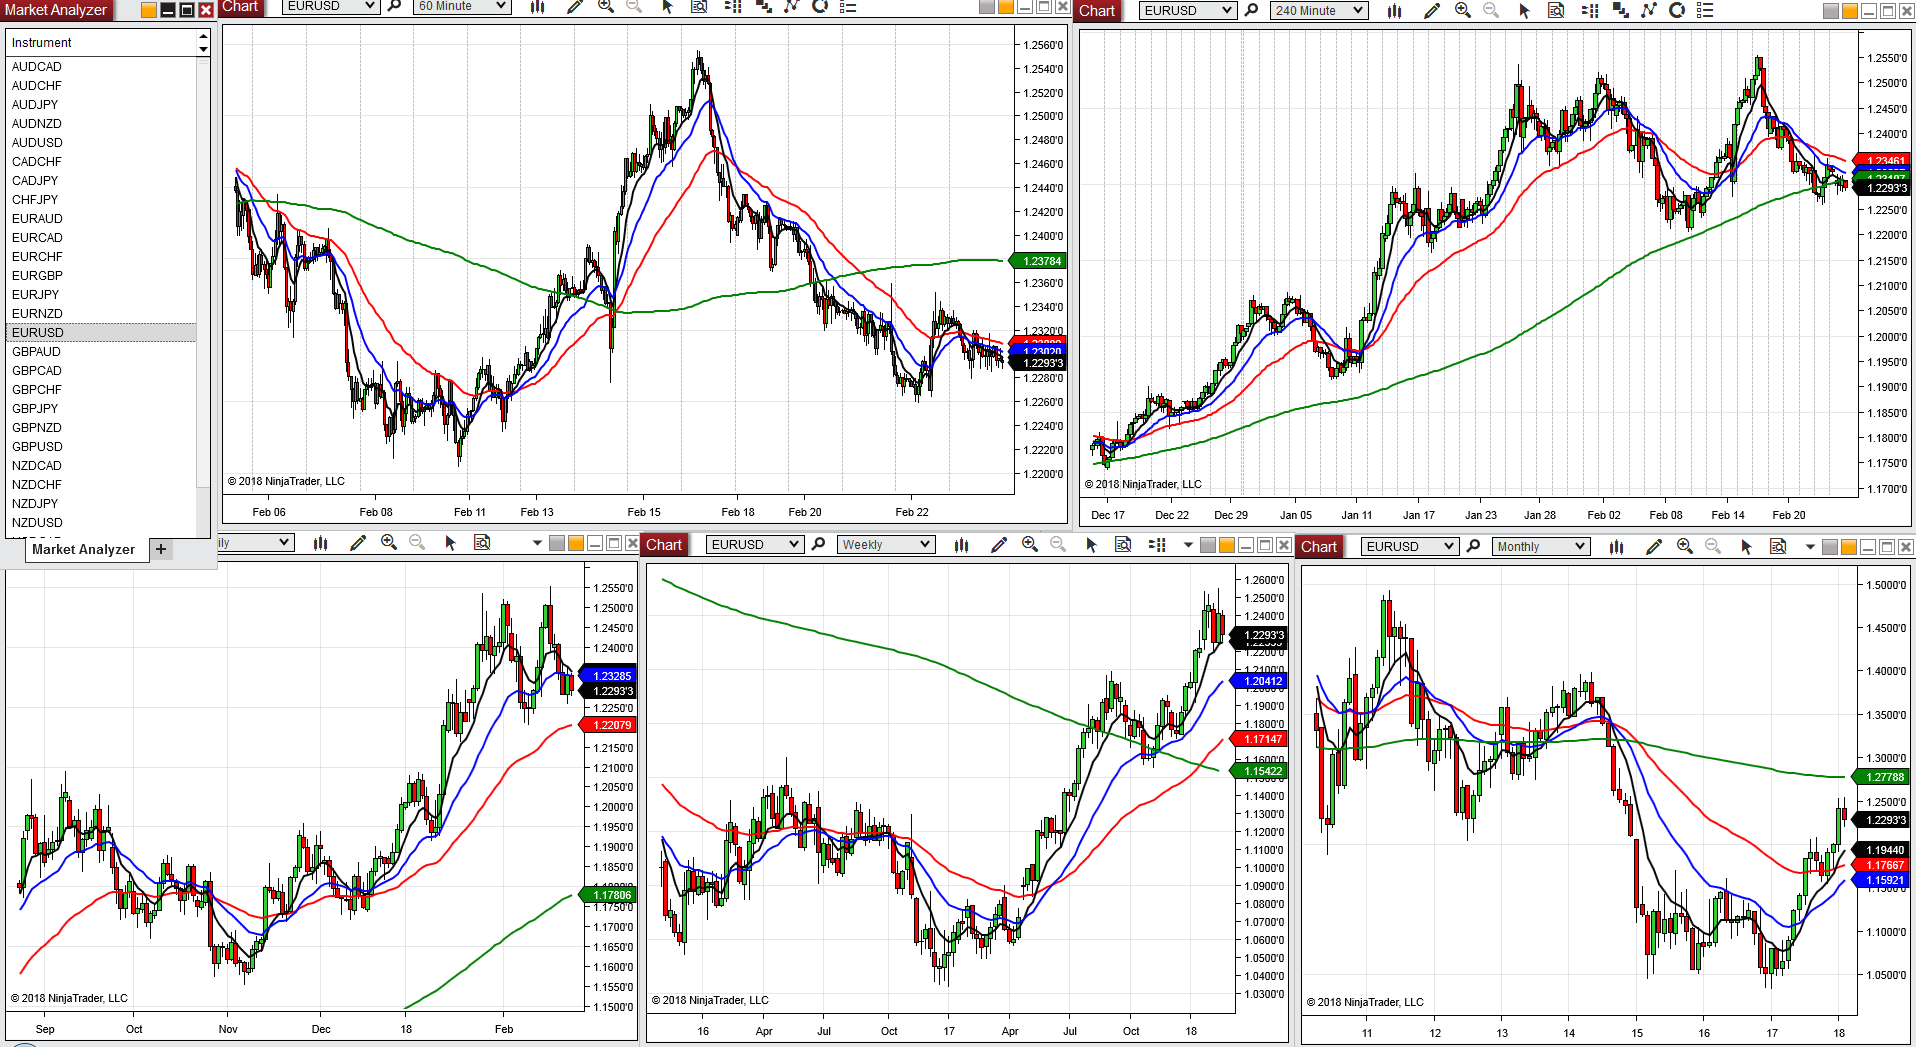 Market Analyzer
Instrument
AUDCAD
AUDCHF
AUDJPY
AUDNZD
AUDUSD
CADCHF
CADJPY
CHFJPY
EURAUD
EURCAD
EURCHF
EURGBP
EURJPY
EURNZD
EURUSD
GBPAUD
GBPCAD
GBPCHF
GBPJPY
GBPNZD
GBPUSD
NZDCAD
NZDCHF
NZDJPY
NZDUSD
Market Analyzer +
Chart EURUSD 60 Minute
1.2560'0
1.2540'0
1.2520'0
1.2500'0
1.2480'0
1.2460'0
1.2440'0
1.2420'0
1.2400'0
1.23784
1.2360'0
1.2340'0
1.2320'0
1.23020
1.2293'3
1.2280'0
1.2260'0
1.2240'0
1.2220'0
1.2200'0
© 2018 NinjaTrader, LLC
Feb 06 Feb 08 Feb 11 Feb 13 Feb 15 Feb 18 Feb 20 Feb 22
Chart EURUSD 240 Minute
1.2550'0
1.2500'0
1.2450'0
1.2400'0
1.23461
1.2293'3
1.2250'0
1.2200'0
1.2150'0
1.2100'0
1.2050'0
1.2000'0
1.1950'0
1.1900'0
1.1850'0
1.1800'0
1.1750'0
1.1700'0
© 2018 NinjaTrader, LLC
Dec 17 Dec 22 Dec 29 Jan 05 Jan 11 Jan 17 Jan 23 Jan 28 Feb 02 Feb 08 Feb 14 Feb 20
ily
1.2550'0
1.2500'0
1.2450'0
1.2400'0
1.23285
1.2293'3
1.2250'0
1.22079
1.2150'0
1.2100'0
1.2050'0
1.2000'0
1.1950'0
1.1900'0
1.1850'0
1.17806
1.1750'0
1.1700'0
1.1650'0
1.1600'0
1.1550'0
1.1500'0
© 2018 NinjaTrader, LLC
Sep Oct Nov Dec 18 Feb
Chart EURUSD Weekly
1.2600'0
1.2500'0
1.2400'0
1.2293'3
1.2100'0
1.20412
1.1900'0
1.1800'0
1.17147
1.1600'0
1.15422
1.1400'0
1.1300'0
1.1200'0
1.1100'0
1.1000'0
1.0900'0
1.0800'0
1.0700'0
1.0600'0
1.0500'0
1.0400'0
1.0300'0
© 2018 NinjaTrader, LLC
16 Apr Jul Oct 17 Apr Jul Oct 18
Chart EURUSD Monthly
1.5000'0
1.4500'0
1.4000'0
1.3500'0
1.3000'0
1.27788
1.2500'0
1.2293'3
1.19440
1.17667
1.15921
1.1000'0
1.0500'0
© 2018 NinjaTrader, LLC
11 12 13 14 15 16 17 18